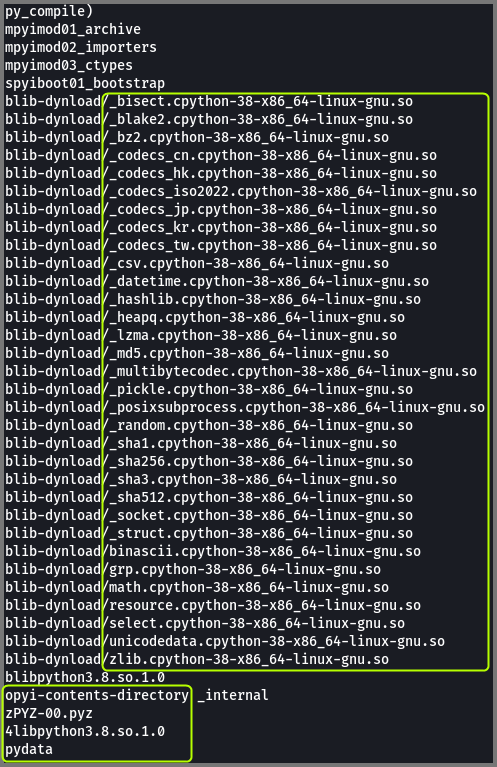 py_compile)
mpyimod01_archive
mpyimod02_importers
mpyimod03_ctypes
spyiboot01_bootstrap
blib-dynload/_bisect.cpython-38-x86_64-linux-gnu.so
blib-dynload/_blake2.cpython-38-x86_64-linux-gnu.so
blib-dynload/_bz2.cpython-38-x86_64-linux-gnu.so
blib-dynload/_codecs_cn.cpython-38-x86_64-linux-gnu.so
blib-dynload/_codecs_hk.cpython-38-x86_64-linux-gnu.so
blib-dynload/_codecs_iso2022.cpython-38-x86_64-linux-gnu.so
blib-dynload/_codecs_jp.cpython-38-x86_64-linux-gnu.so
blib-dynload/_codecs_kr.cpython-38-x86_64-linux-gnu.so
blib-dynload/_codecs_tw.cpython-38-x86_64-linux-gnu.so
blib-dynload/_csv.cpython-38-x86_64-linux-gnu.so
blib-dynload/_datetime.cpython-38-x86_64-linux-gnu.so
blib-dynload/_hashlib.cpython-38-x86_64-linux-gnu.so
blib-dynload/_heapq.cpython-38-x86_64-linux-gnu.so
blib-dynload/_lzma.cpython-38-x86_64-linux-gnu.so
blib-dynload/_md5.cpython-38-x86_64-linux-gnu.so
blib-dynload/_multibytecodec.cpython-38-x86_64-linux-gnu.so
blib-dynload/_pickle.cpython-38-x86_64-linux-gnu.so
blib-dynload/_posixsubprocess.cpython-38-x86_64-linux-gnu.so
blib-dynload/_random.cpython-38-x86_64-linux-gnu.so
blib-dynload/_sha1.cpython-38-x86_64-linux-gnu.so
blib-dynload/_sha256.cpython-38-x86_64-linux-gnu.so
blib-dynload/_sha3.cpython-38-x86_64-linux-gnu.so
blib-dynload/_sha512.cpython-38-x86_64-linux-gnu.so
blib-dynload/_socket.cpython-38-x86_64-linux-gnu.so
blib-dynload/_struct.cpython-38-x86_64-linux-gnu.so
blib-dynload/binascii.cpython-38-x86_64-linux-gnu.so
blib-dynload/grp.cpython-38-x86_64-linux-gnu.so
blib-dynload/math.cpython-38-x86_64-linux-gnu.so
blib-dynload/resource.cpython-38-x86_64-linux-gnu.so
blib-dynload/select.cpython-38-x86_64-linux-gnu.so
blib-dynload/unicodedata.cpython-38-x86_64-linux-gnu.so
blib-dynload/zlib.cpython-38-x86_64-linux-gnu.so
blibpython3.8.so.1.0
opyi-contents-directory _internal
zPYZ-00.pyz
4libpython3.8.so.1.0
pydata